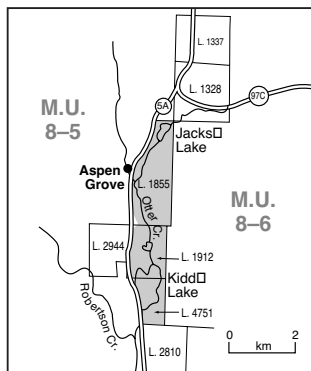 L. 1337
5A
L. 1328
97C
M.U.
8–5
Jacks
Lake
Aspen
Grove
L. 1855
M.U.
8–6
Otter Cr.
L. 2944
L. 1912
Kidd
Lake
Robertson Cr.
L. 4751
0 2
km
L. 2810